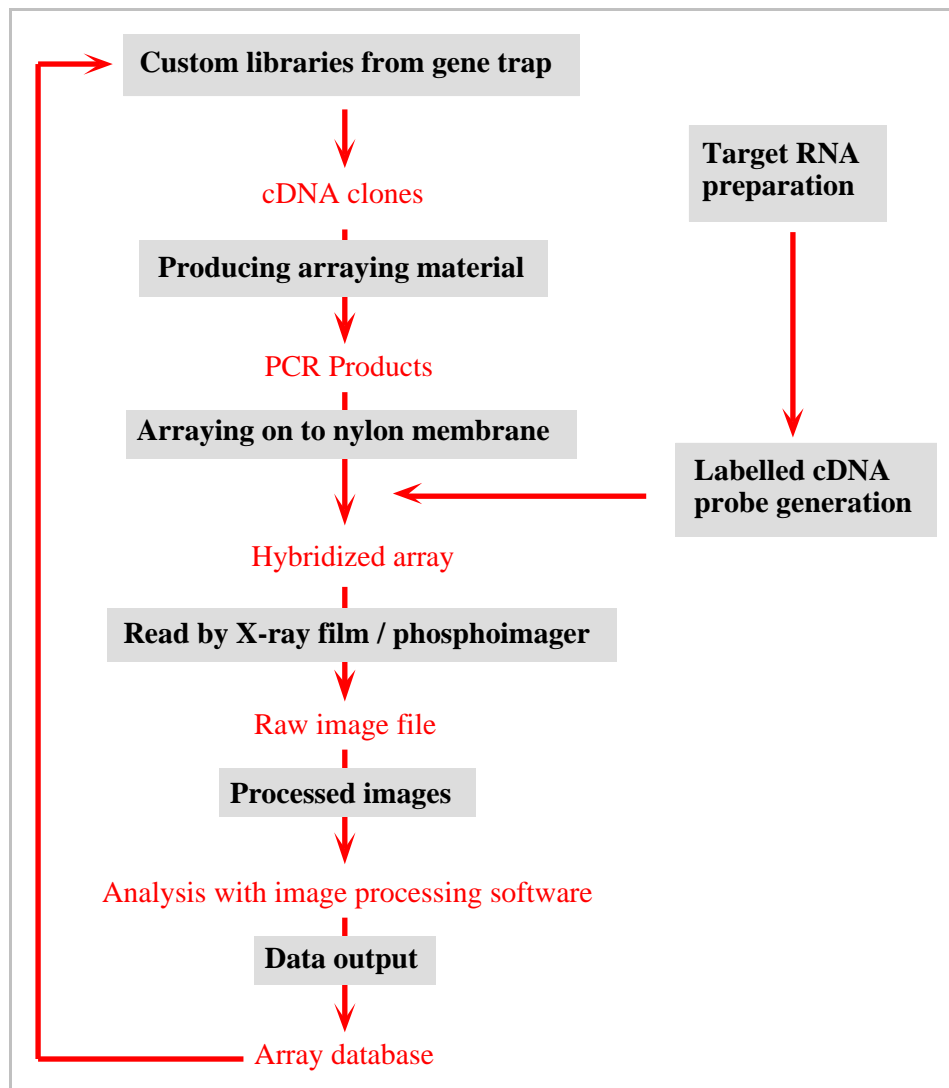 Custom libraries from gene trap
Target RNA
preparation
cDNA clones
Producing arraying material
PCR Products
Arraying on to nylon membrane
Labelled cDNA
probe generation
Hybridized array
Read by X-ray film / phosphoimager
Raw image file
Processed images
Analysis with image processing software
Data output
Array database